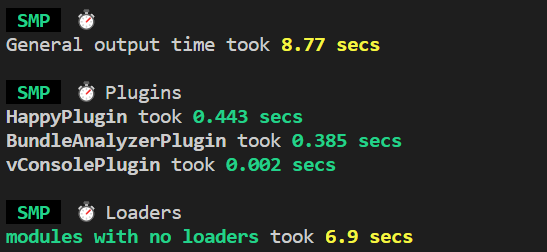 SMP ⏱
General output time took 8.77 secs
SMP ⏱ Plugins
HappyPlugin took 0.443 secs
BundleAnalyzerPlugin took 0.385 secs
vConsolePlugin took 0.002 secs
SMP ⏱ Loaders
modules with no loaders took 6.9 secs